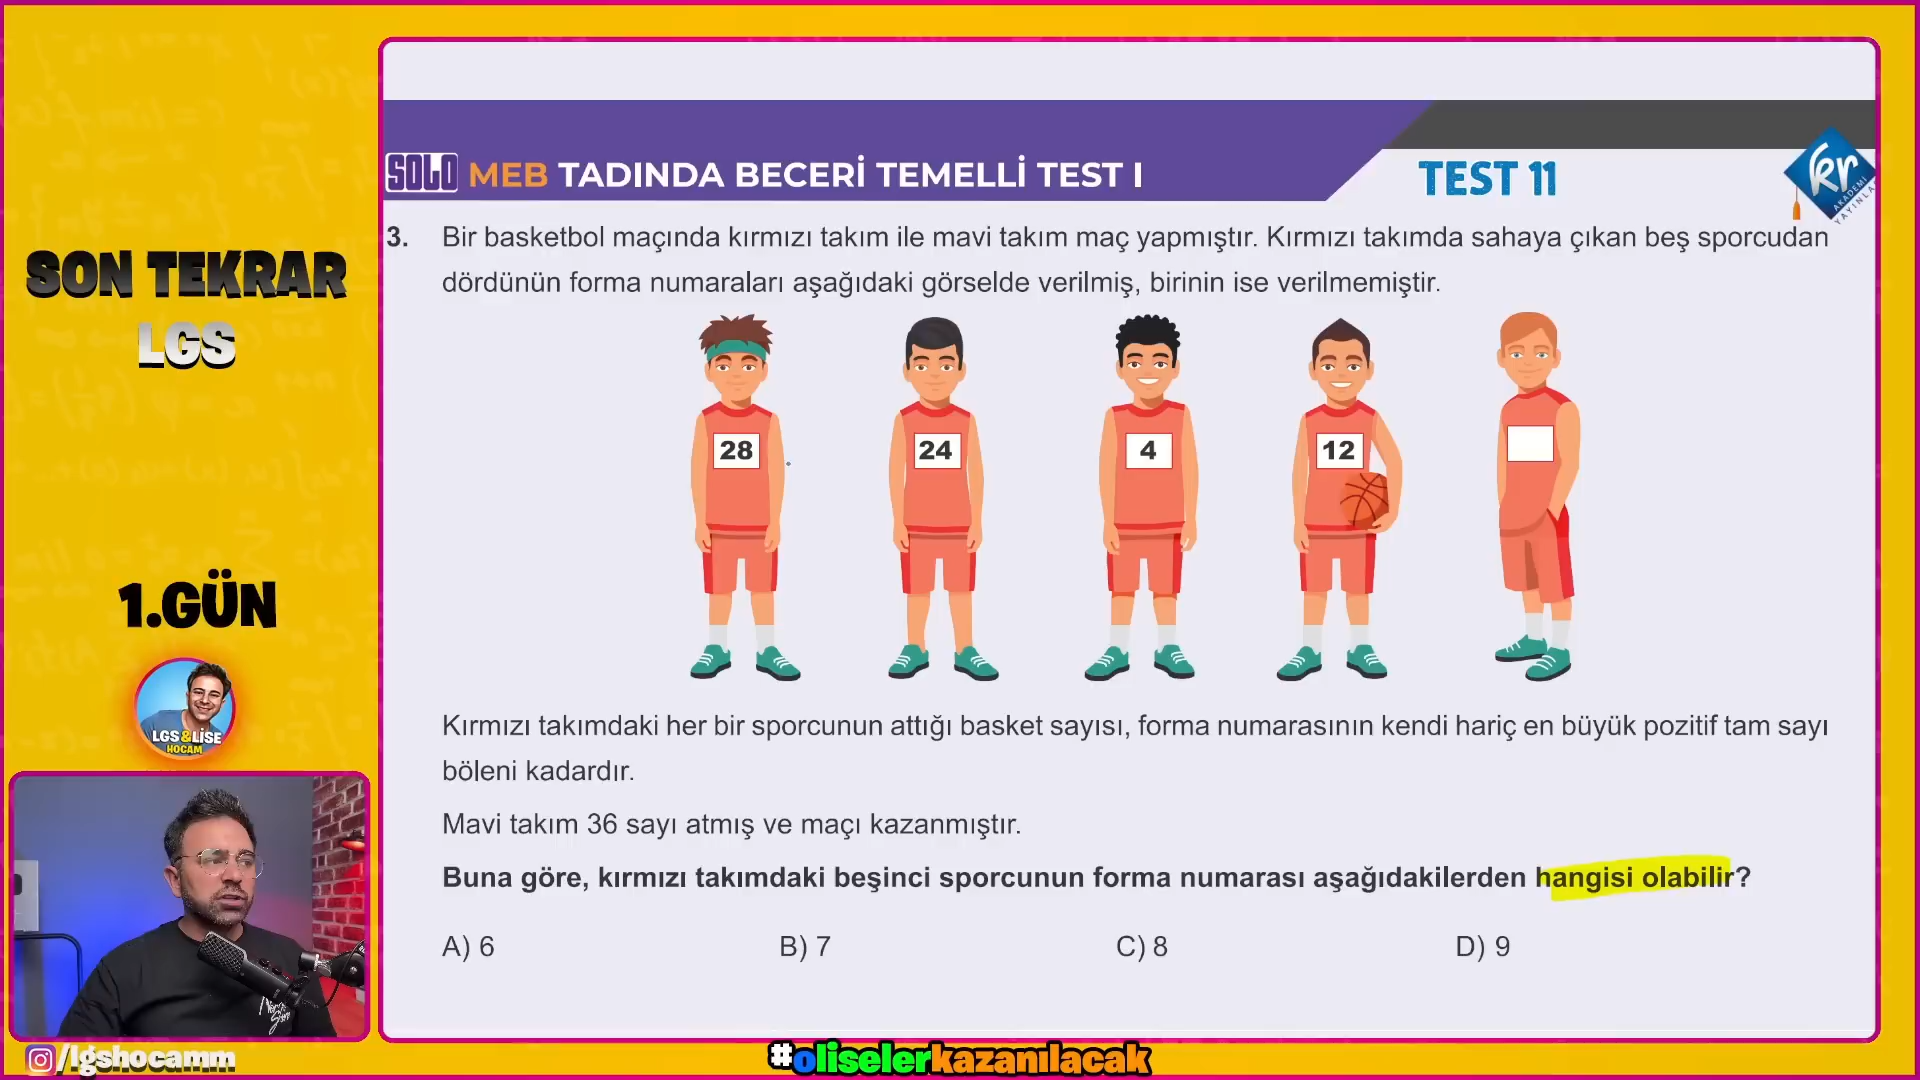 SOLO MEB TADINDA BECERİ TEMELLİ TEST I
TEST 11
kr
AKADEMİ
YAYINLA
SON TEKRAR
LGS
1.GÜN
LGS&LİSE
HOCAM
3. Bir basketbol maçında kırmızı takım ile mavi takım maç yapmıştır. Kırmızı takımda sahaya çıkan beş sporcudan
dördünün forma numaraları aşağıdaki görselde verilmiş, birinin ise verilmemiştir.
28 24 4 12
Kırmızı takımdaki her bir sporcunun attığı basket sayısı, forma numarasının kendi hariç en büyük pozitif tam sayı
böleni kadardır.
Mavi takım 36 sayı atmış ve maçı kazanmıştır.
Buna göre, kırmızı takımdaki beşinci sporcunun forma numarası aşağıdakilerden hangisi olabilir?
A) 6 B) 7 C) 8 D) 9
/lgshocamm
#oliselerkazanılacak